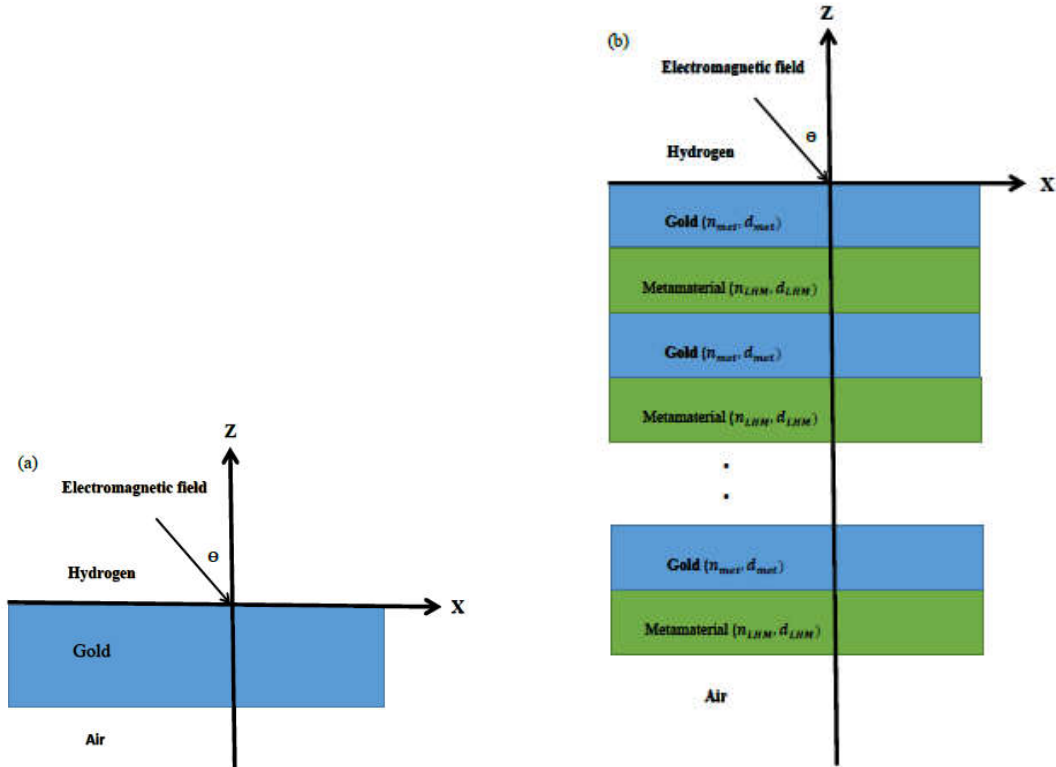 (a)
Z
Electromagnetic field
Θ
Hydrogen
X
Gold
Air
(b)
Z
Electromagnetic field
Θ
Hydrogen
X
Gold (n_met, d_met)
Metamaterial (n_LHM, d_LHM)
Gold (n_met, d_met)
Metamaterial (n_LHM, d_LHM)
Gold (n_met, d_met)
Metamaterial (n_LHM, d_LHM)
Air